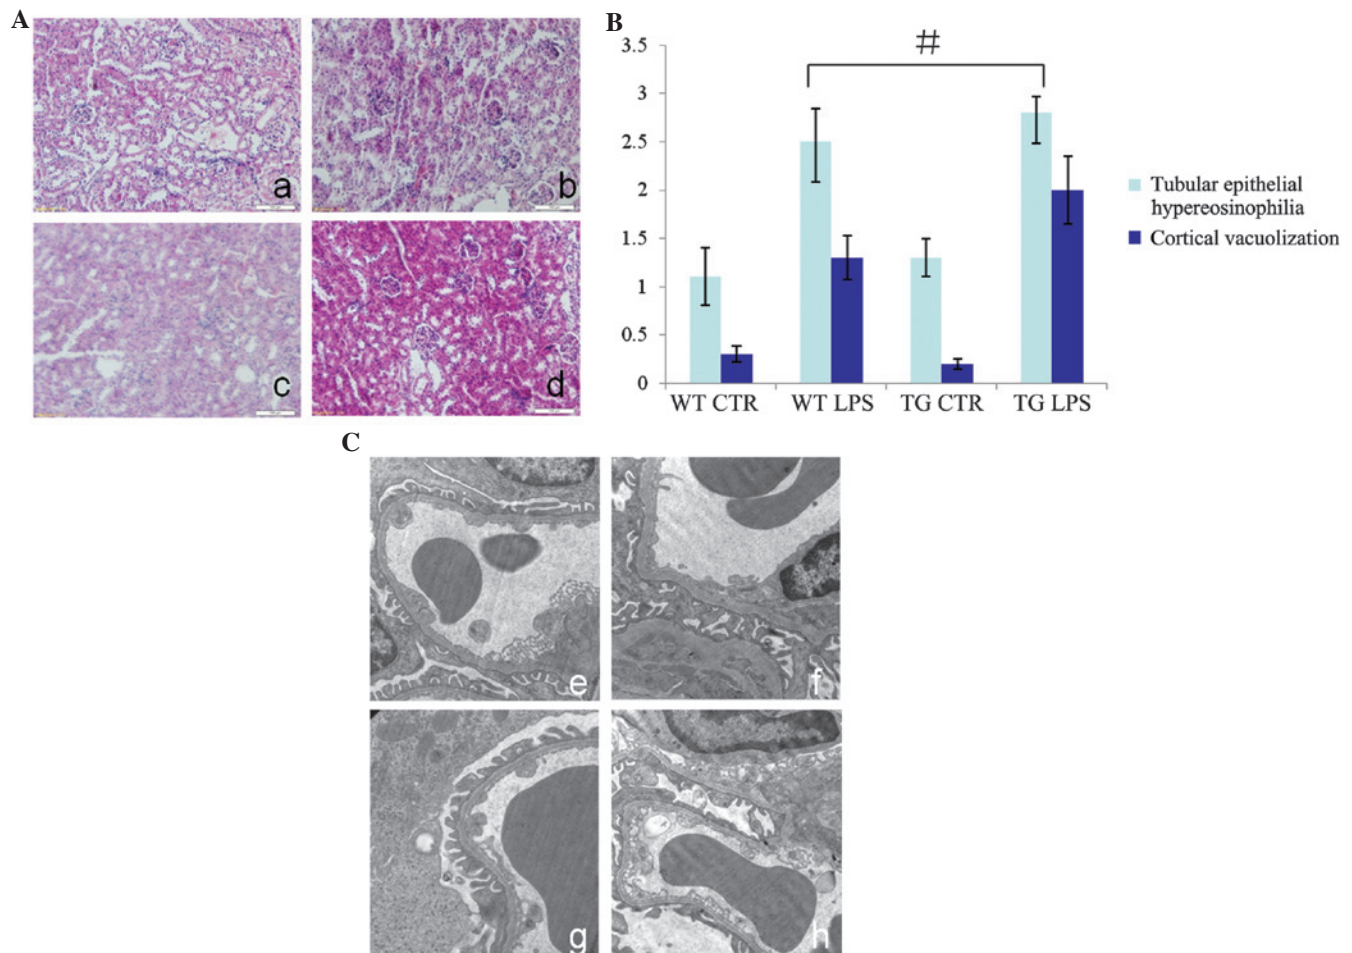 A
a
b
c
d
B
#
3.5
3
2.5
2
1.5
1
0.5
0
WT CTR WT LPS TG CTR TG LPS
Tubular epithelial
hypereosinophilia
Cortical vacuolization
C
e
f
g
h